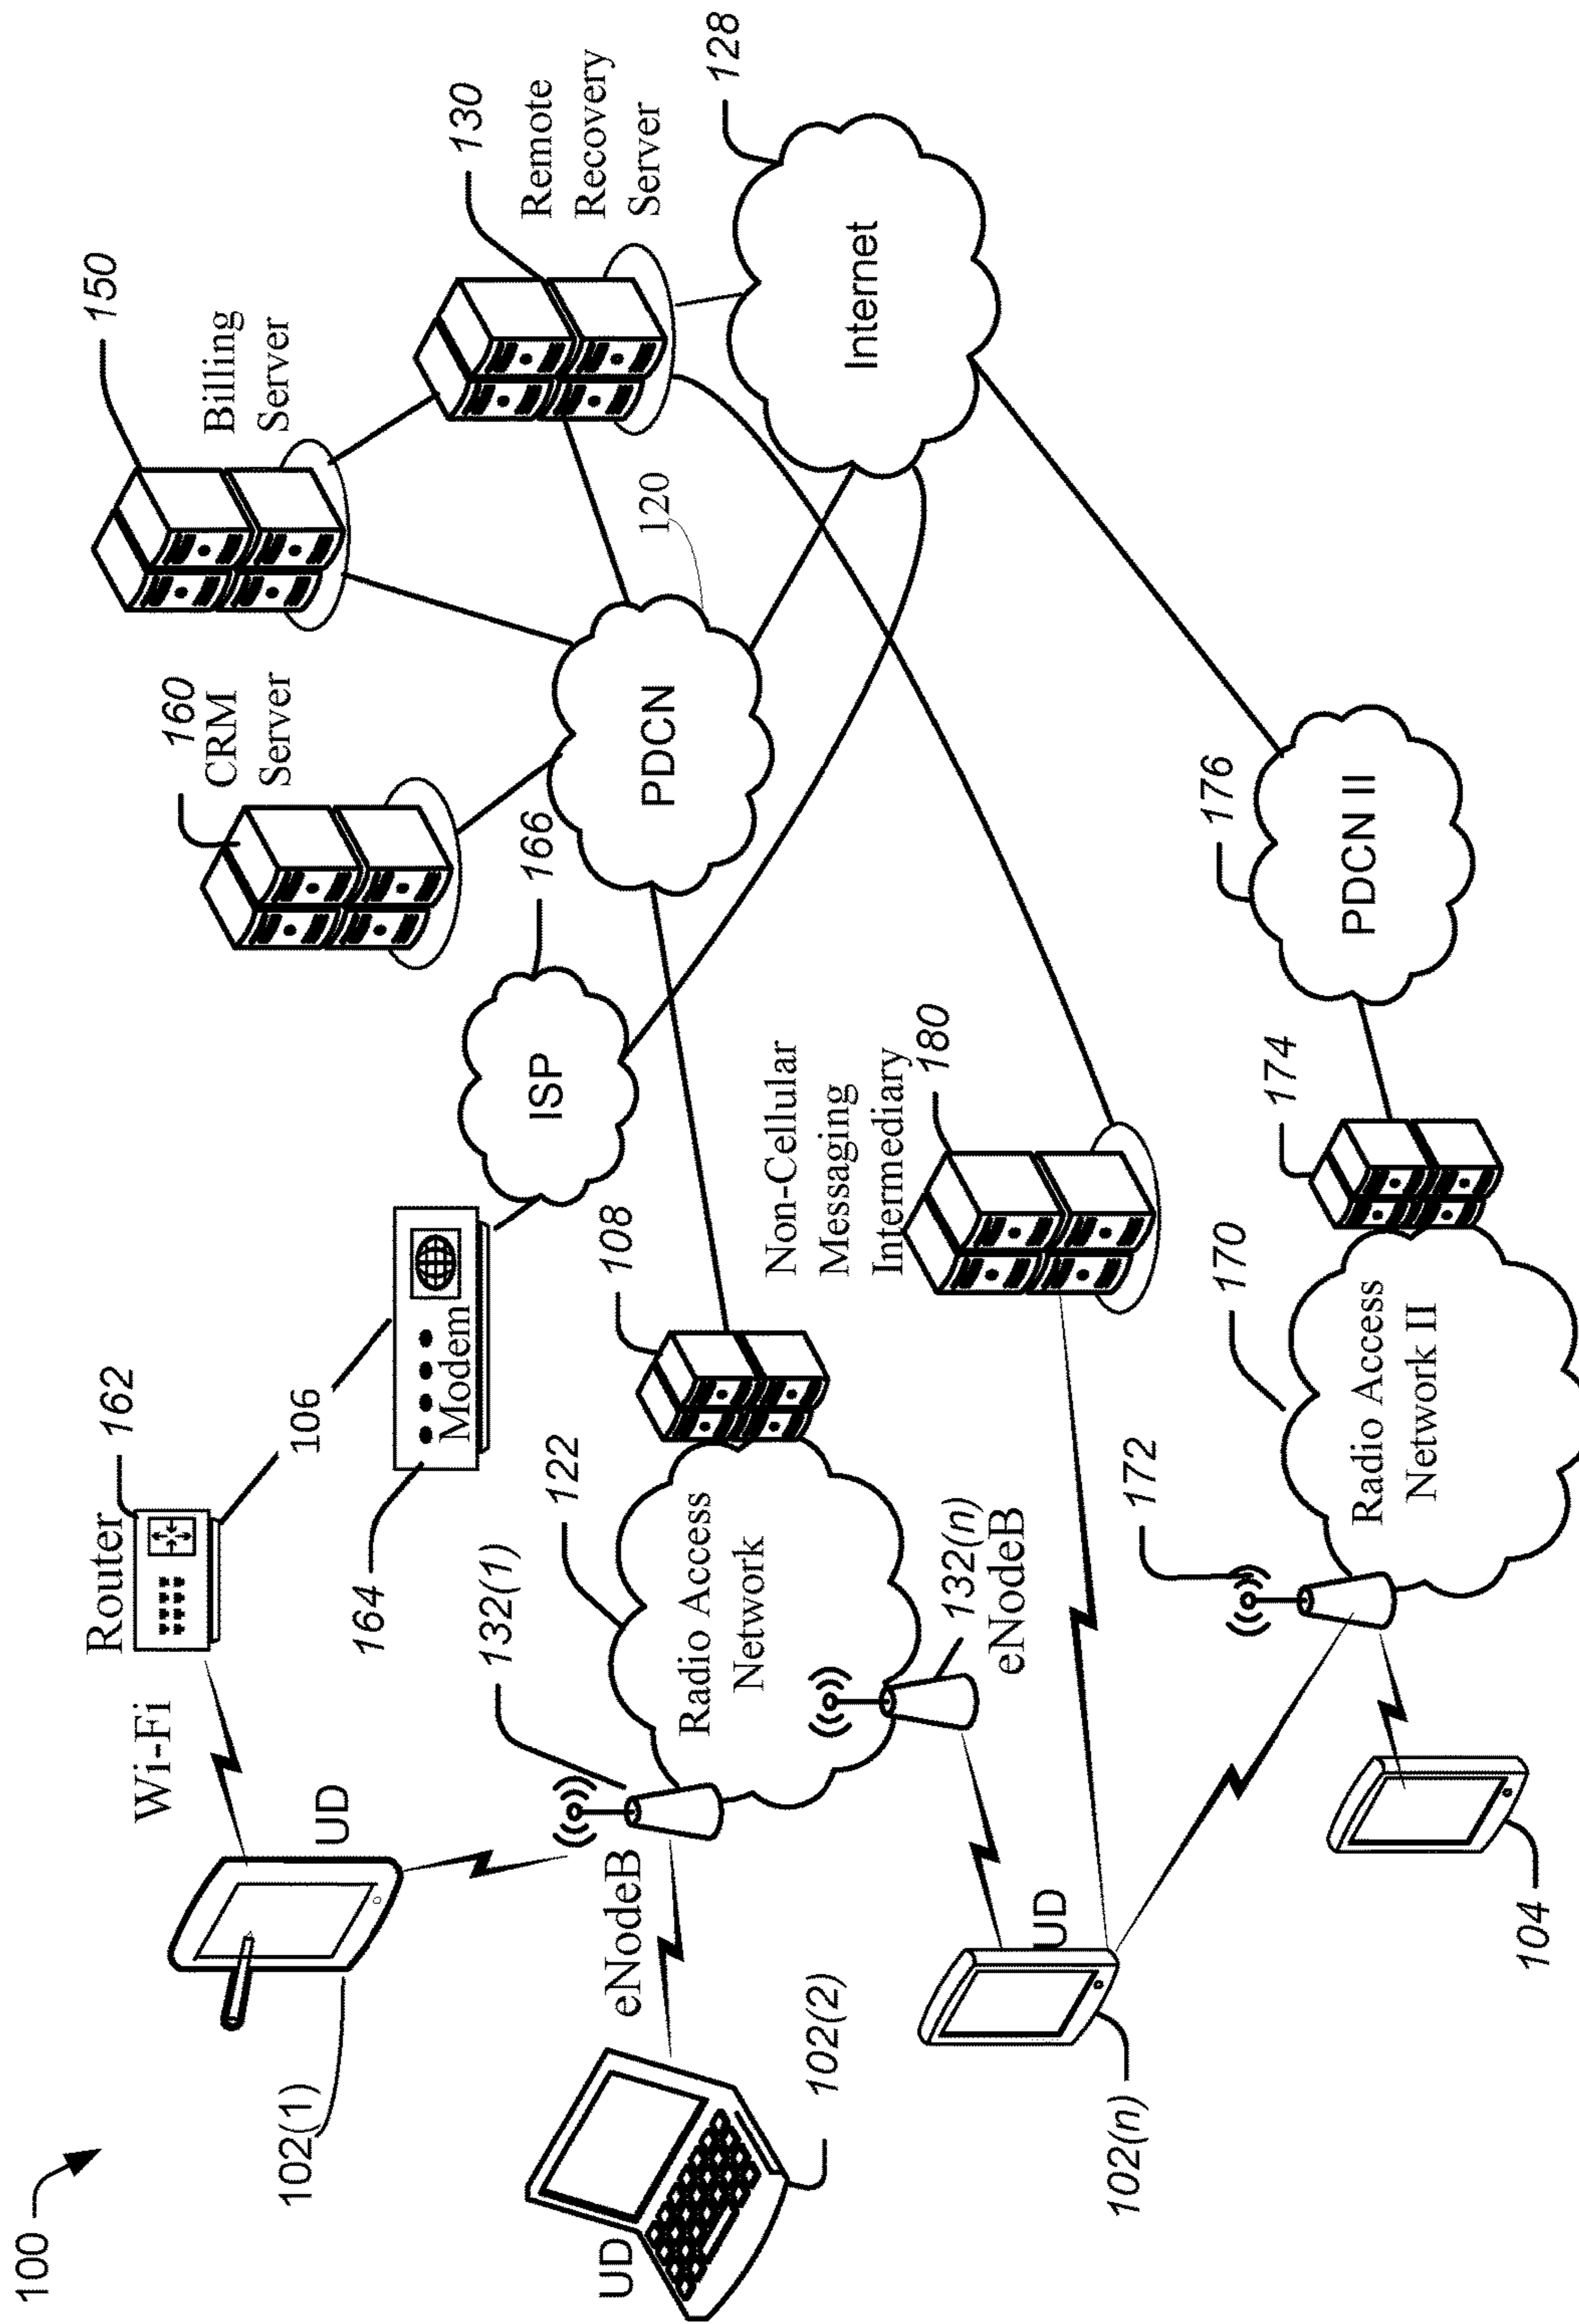 100
102(1)
UD
Wi-Fi
Router
162
106
164
Modem
ISP
166
160
CRM
Server
150
Billing
Server
130
Remote
Recovery
Server
128
Internet
120
PDCN
108
122
Radio Access
Network
132(1)
eNodeB
UD
102(2)
132(n)
eNodeB
UD
102(n)
Non-Cellular
Messaging
Intermediary
180
176
PDCN II
174
170
Radio Access
Network II
172
104